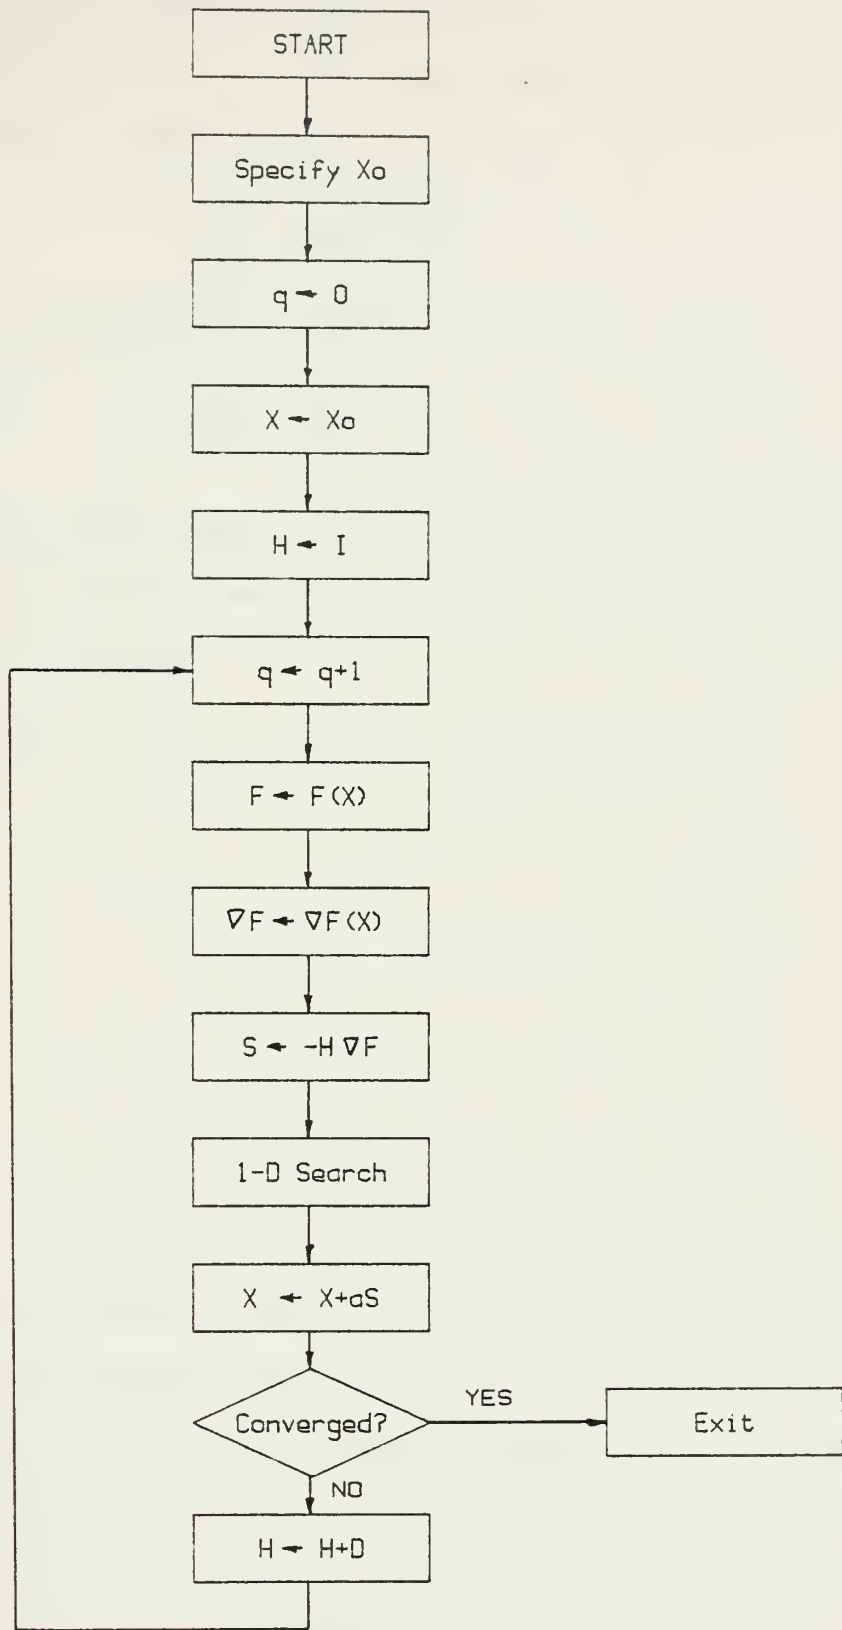 START
Specify Xo
q ← 0
X ← Xo
H ← I
q ← q+1
F ← F(X)
∇F ← ∇F(X)
S ← -H ∇F
1-D Search
X ← X+aS
Converged?
YES
Exit
NO
H ← H+D